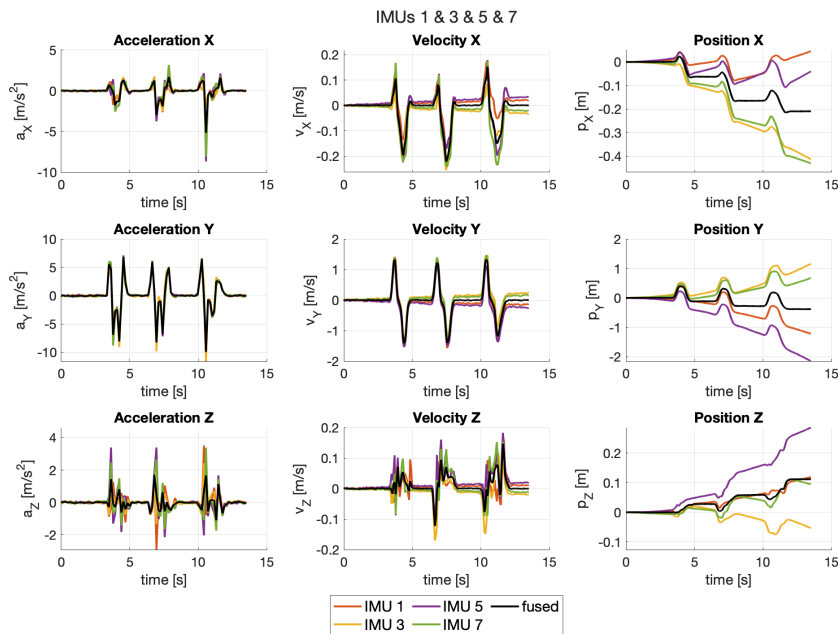 IMUs 1 & 3 & 5 & 7
Acceleration X
Velocity X
Position X
a_X [m/s²]
v_X [m/s]
p_X [m]
5
0
-5
-10
0.1
0
-0.1
-0.2
0
-0.1
-0.2
-0.3
-0.4
0 5 10 15
0 5 10 15
0 5 10 15
time [s]
time [s]
time [s]
Acceleration Y
Velocity Y
Position Y
a_Y [m/s²]
v_Y [m/s]
p_Y [m]
10
5
0
-5
-10
2
1
0
-1
-2
2
1
0
-1
-2
0 5 10 15
0 5 10 15
0 5 10 15
time [s]
time [s]
time [s]
Acceleration Z
Velocity Z
Position Z
a_Z [m/s²]
v_Z [m/s]
p_Z [m]
4
2
0
-2
0.2
0.1
0
0.1
0.2
0.2
0.1
0
-0.1
0 5 10 15
0 5 10 15
0 5 10 15
time [s]
time [s]
time [s]
IMU 1 IMU 5 fused
IMU 3 IMU 7